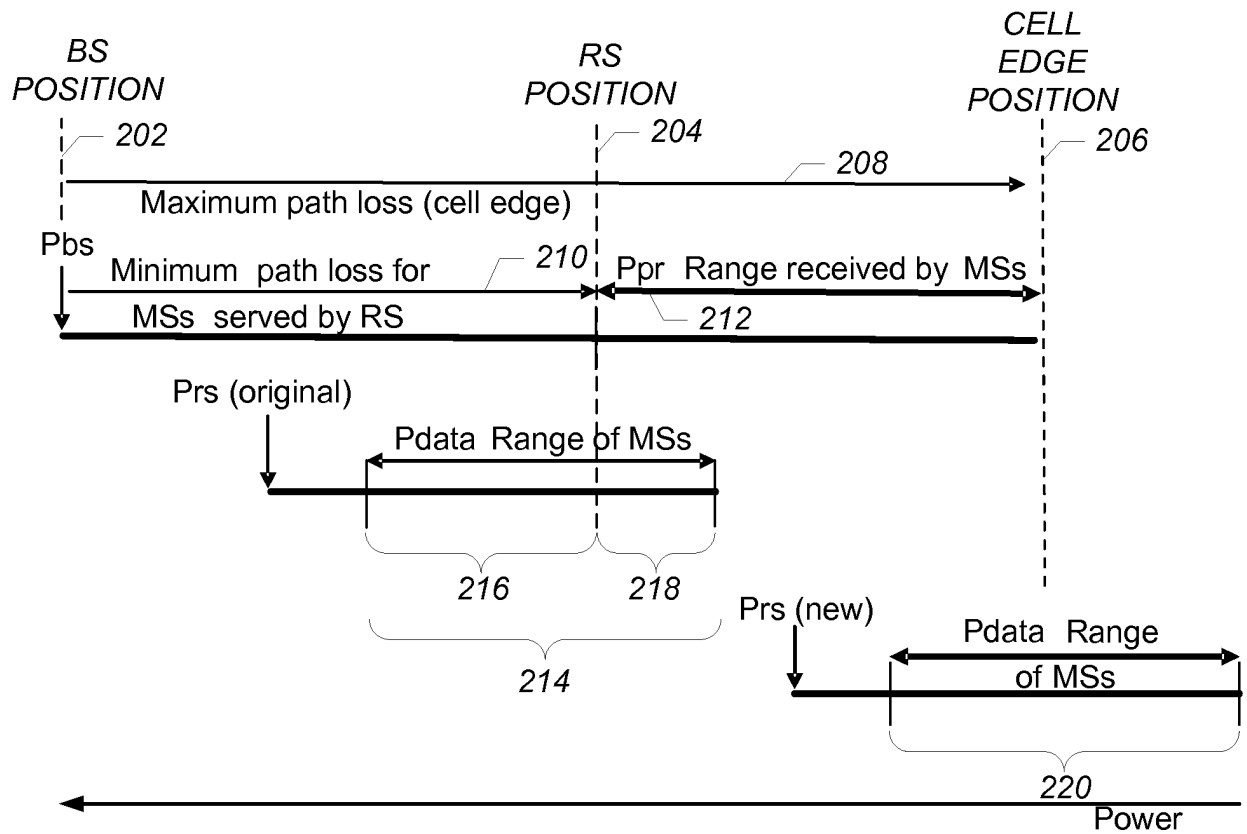 BS
POSITION
RS
POSITION
CELL
EDGE
POSITION
202
204
206
208
Maximum path loss (cell edge)
Pbs
Minimum path loss for
210
Ppr Range received by MSs
MSs served by RS
212
Prs (original)
Pdata Range of MSs
216
218
214
Prs (new)
Pdata Range
of MSs
220
Power